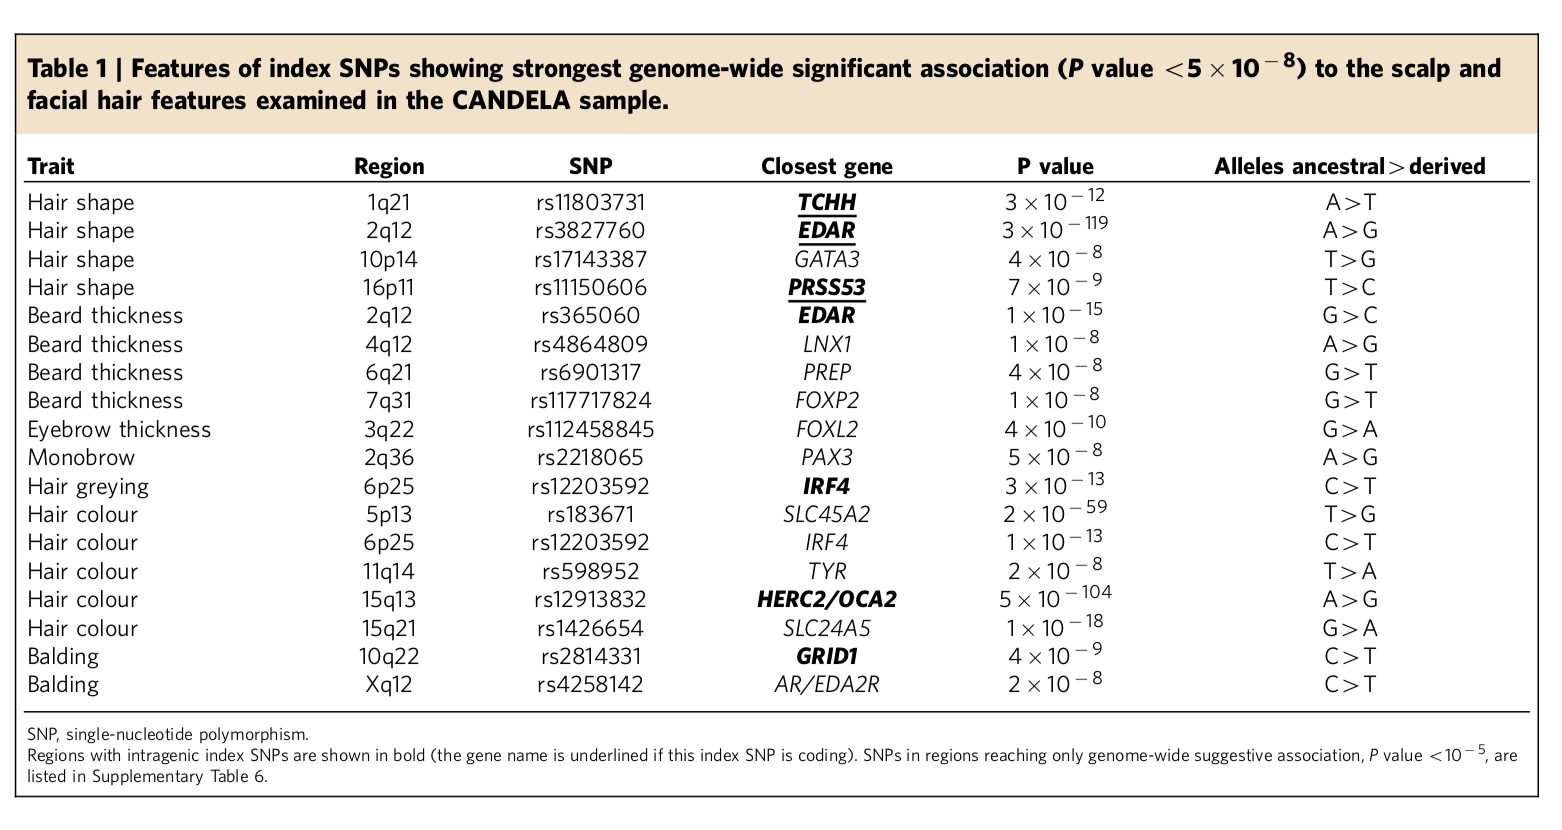 Table 1 | Features of index SNPs showing strongest genome-wide significant association (P value <5 × 10⁻⁸) to the scalp and
facial hair features examined in the CANDELA sample.
Trait Region SNP Closest gene P value Alleles ancestral>derived
Hair shape 1q21 rs11803731 TCHH 3 × 10⁻¹² A>T
Hair shape 2q12 rs3827760 EDAR 3 × 10⁻¹¹⁹ A>G
Hair shape 10p14 rs17143387 GATA3 4 × 10⁻⁸ T>G
Hair shape 16p11 rs11150606 PRSS53 7 × 10⁻⁹ T>C
Beard thickness 2q12 rs365060 EDAR 1 × 10⁻¹⁵ G>C
Beard thickness 4q12 rs4864809 LNX1 1 × 10⁻⁸ A>G
Beard thickness 6q21 rs6901317 PREP 4 × 10⁻⁸ G>T
Beard thickness 7q31 rs117717824 FOXP2 1 × 10⁻⁸ G>T
Eyebrow thickness 3q22 rs112458845 FOXL2 4 × 10⁻¹⁰ G>A
Monobrow 2q36 rs2218065 PAX3 5 × 10⁻⁸ A>G
Hair greying 6p25 rs12203592 IRF4 3 × 10⁻¹³ C>T
Hair colour 5p13 rs183671 SLC45A2 2 × 10⁻⁵⁹ T>G
Hair colour 6p25 rs12203592 IRF4 1 × 10⁻¹³ C>T
Hair colour 11q14 rs598952 TYR 2 × 10⁻⁸ T>A
Hair colour 15q13 rs12913832 HERC2/OCA2 5 × 10⁻¹⁰⁴ A>G
Hair colour 15q21 rs1426654 SLC24A5 1 × 10⁻¹⁸ G>A
Balding 10q22 rs2814331 GRID1 4 × 10⁻⁹ C>T
Balding Xq12 rs4258142 AR/EDA2R 2 × 10⁻⁸ C>T
SNP, single-nucleotide polymorphism.
Regions with intragenic index SNPs are shown in bold (the gene name is underlined if this index SNP is coding). SNPs in regions reaching only genome-wide suggestive association, P value <10⁻⁵, are
listed in Supplementary Table 6.